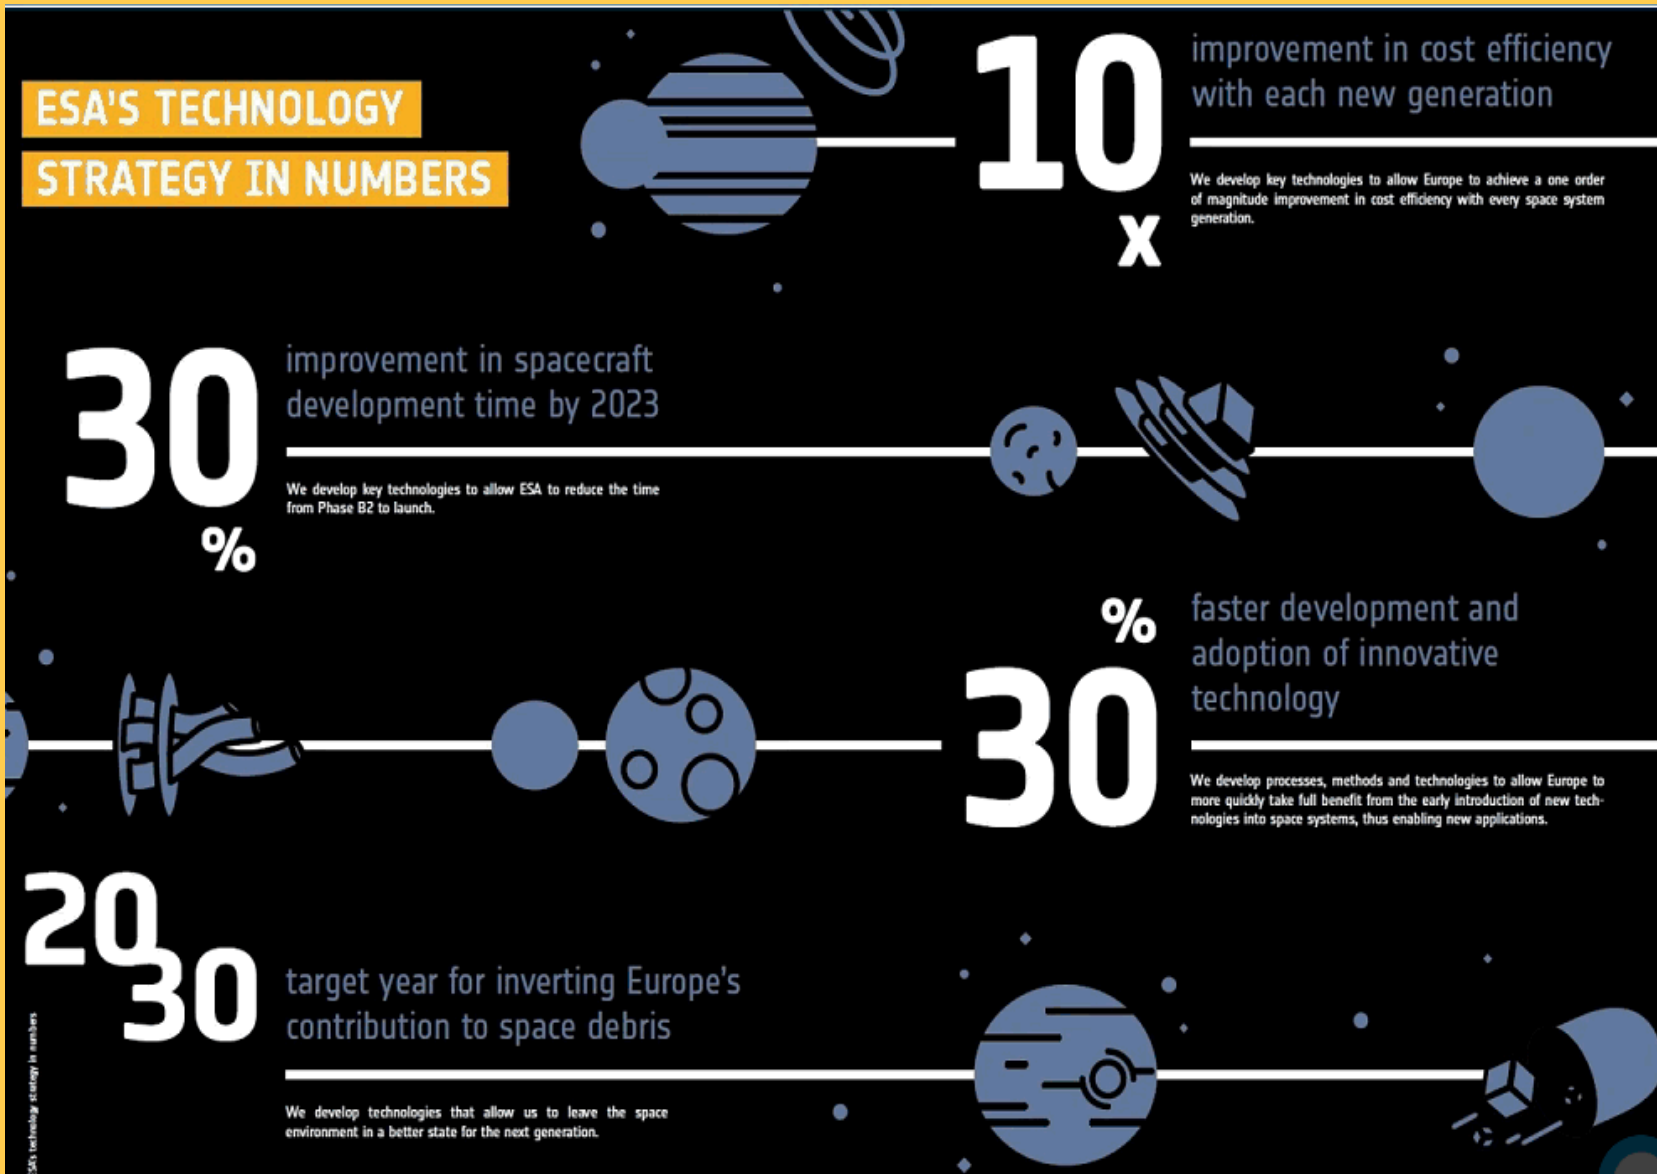 ESA'S TECHNOLOGY
STRATEGY IN NUMBERS
10
x
improvement in cost efficiency
with each new generation
We develop key technologies to allow Europe to achieve a one order
of magnitude improvement in cost efficiency with every space system
generation.
30
%
improvement in spacecraft
development time by 2023
We develop key technologies to allow ESA to reduce the time
from Phase B2 to launch.
%
30
faster development and
adoption of innovative
technology
We develop processes, methods and technologies to allow Europe to
more quickly take full benefit from the early introduction of new tech-
nologies into space systems, thus enabling new applications.
20
30
target year for inverting Europe's
contribution to space debris
We develop technologies that allow us to leave the space
environment in a better state for the next generation.
ESA's technology strategy in numbers